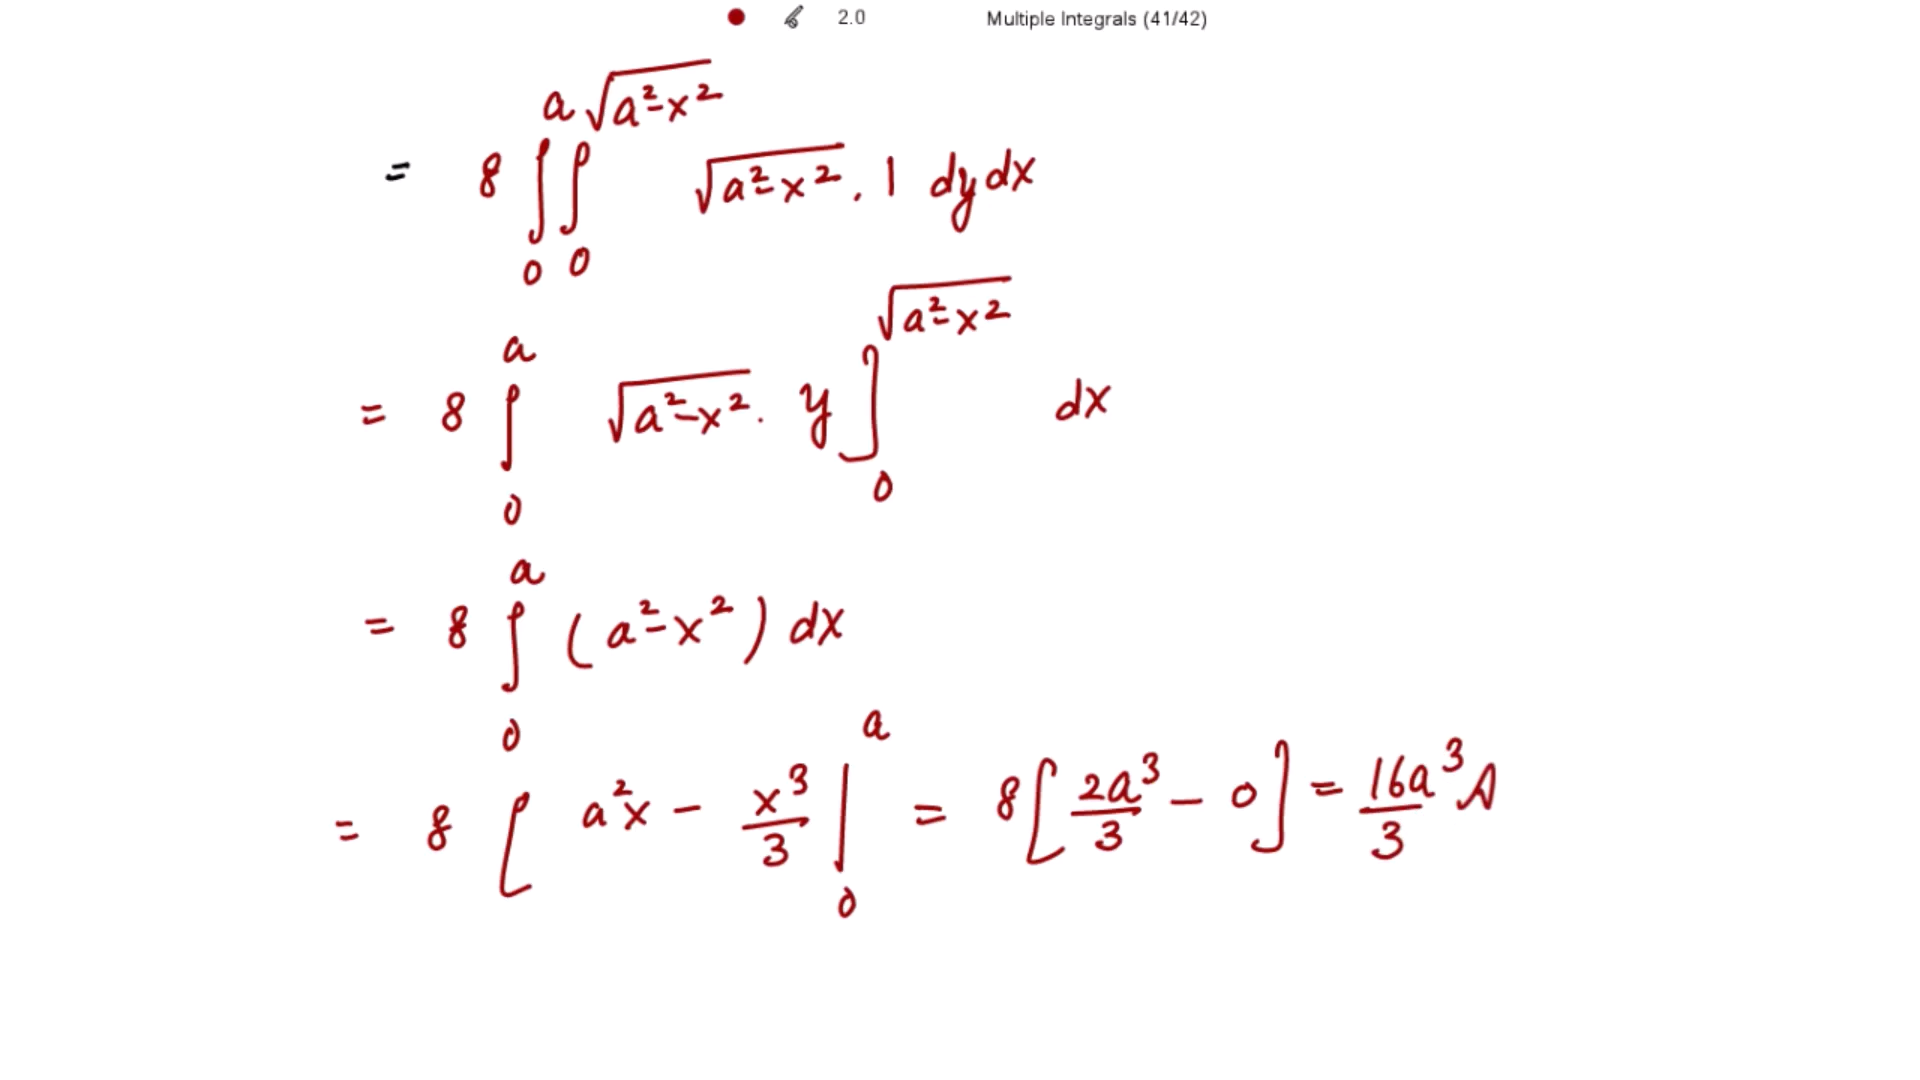 2.0 Multiple Integrals (41/42)
= 8 ∫₀^a ∫₀^√(a²-x²) √(a²-x²) . 1 dy dx
= 8 ∫₀^a √(a²-x²) . y ]₀^√(a²-x²) dx
= 8 ∫₀^a (a²-x²) dx
= 8 [ a²x - x³/3 |₀^a = 8[ 2a³/3 - 0 ] = 16a³/3